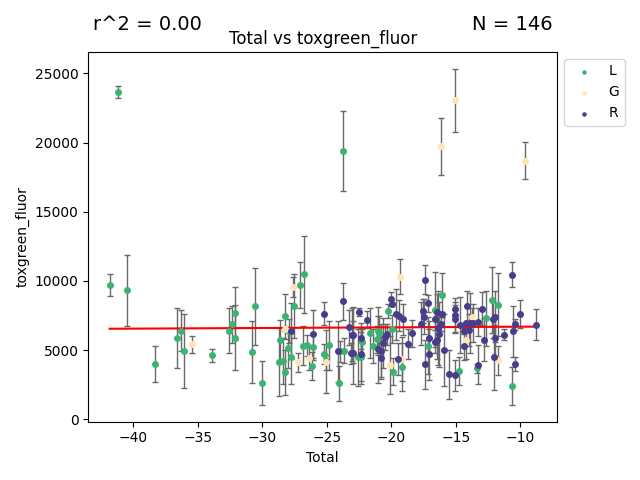 r^2 = 0.00
N = 146
Total vs toxgreen_fluor
25000
20000
15000
10000
5000
0
toxgreen_fluor
−40
−35
−30
−25
−20
−15
−10
Total
L
G
R